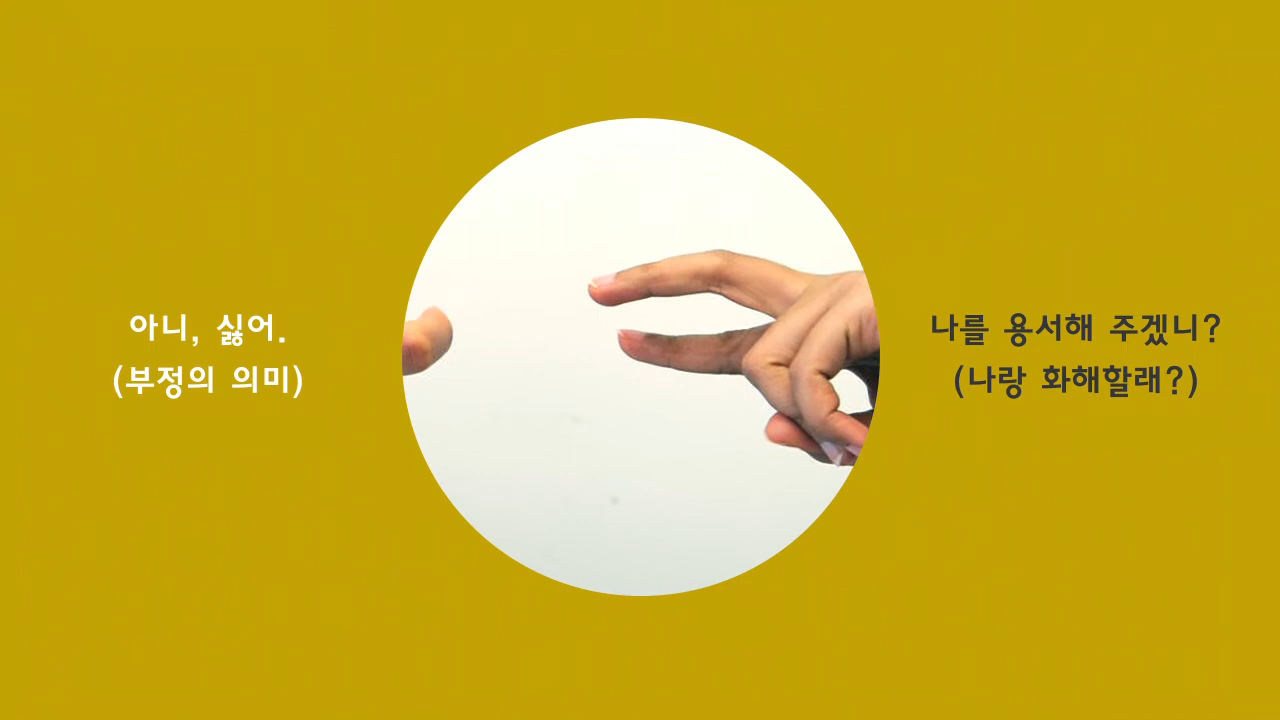 아니, 싫어.
(부정의 의미)
나를 용서해 주겠니?
(나랑 화해할래?)